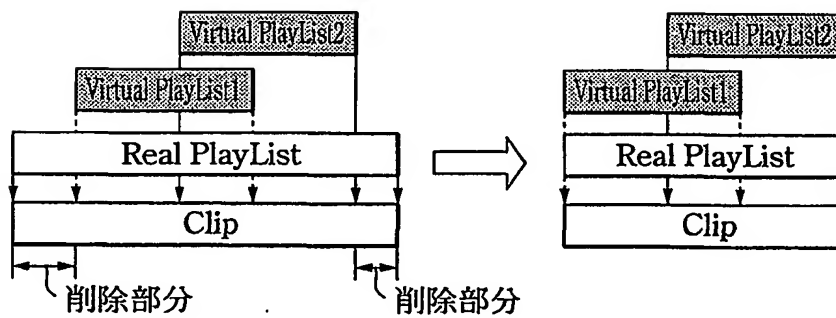 Virtual PlayList2
Virtual PlayList1
Real PlayList
Clip
削除部分
削除部分
Virtual PlayList2
Virtual PlayList1
Real PlayList
Clip